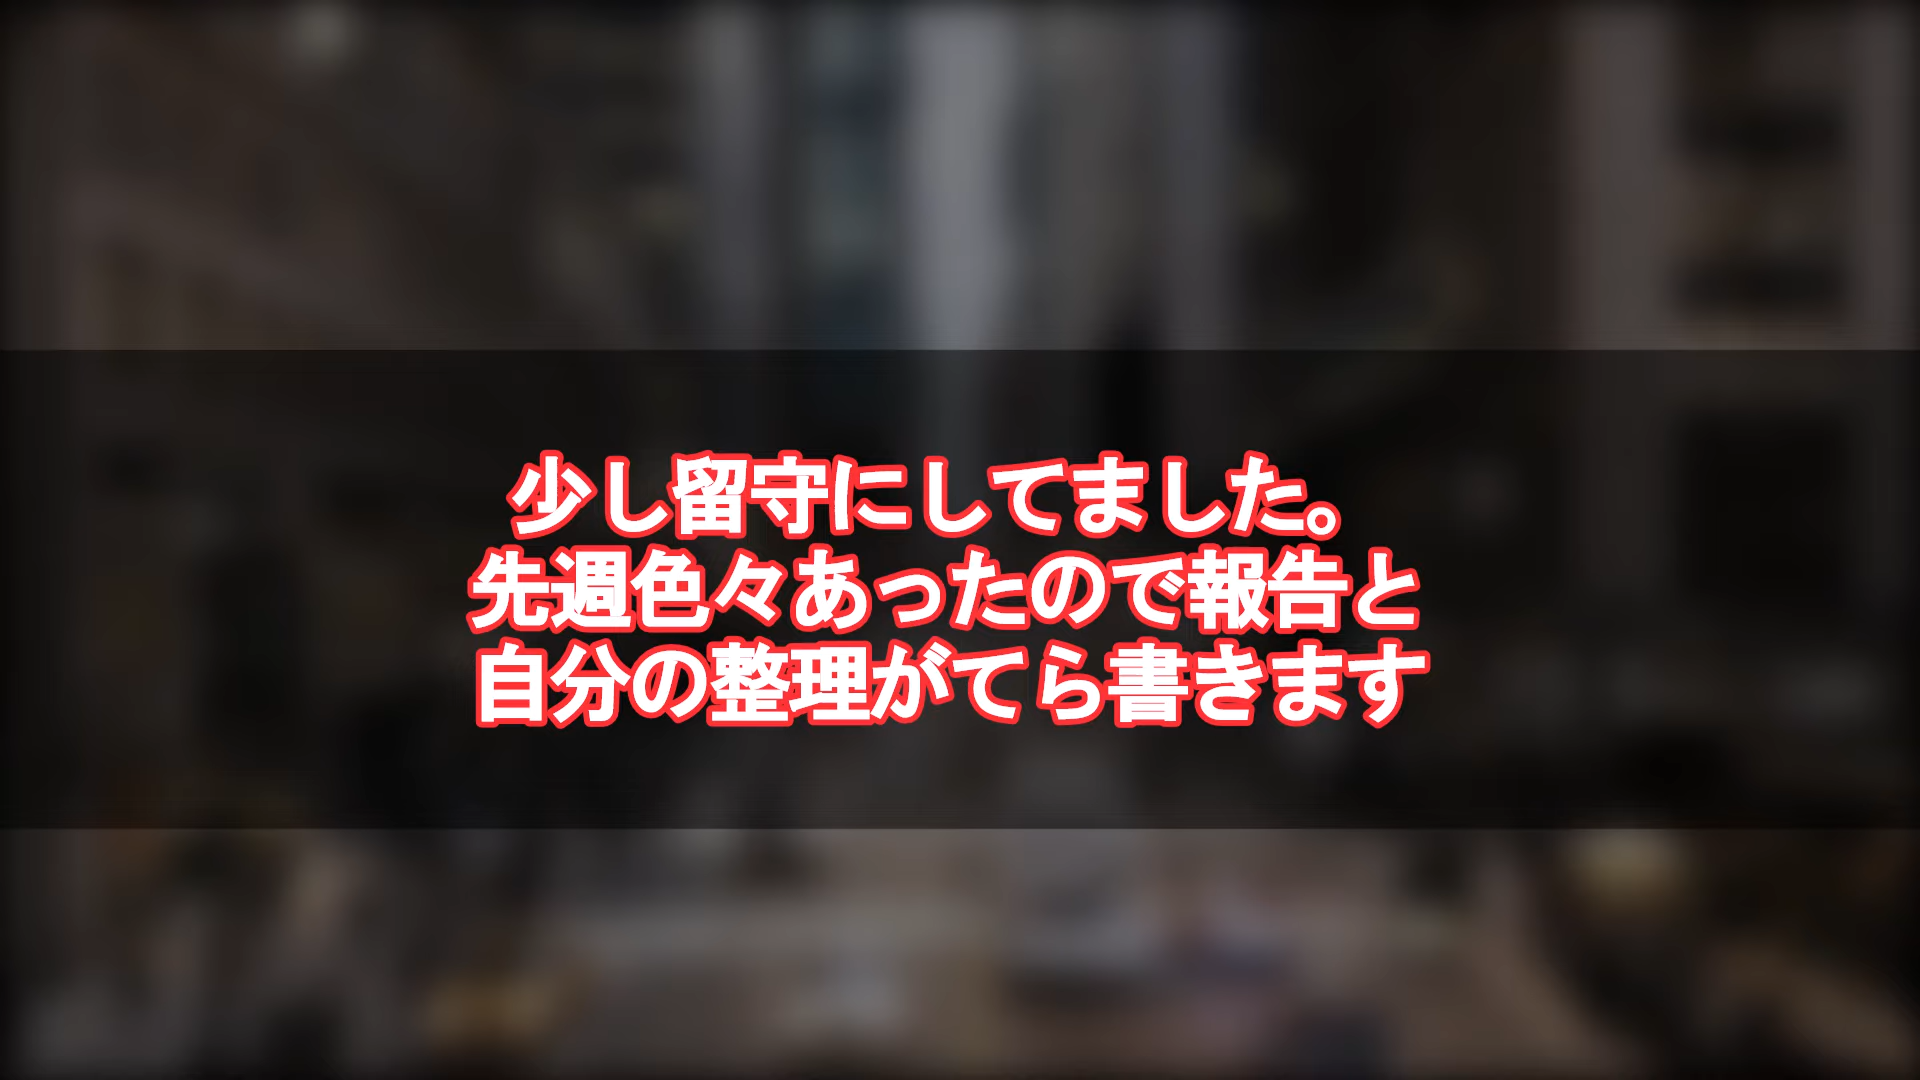 少し留守にしてました。
先週色々あったので報告と
自分の整理がてら書きます